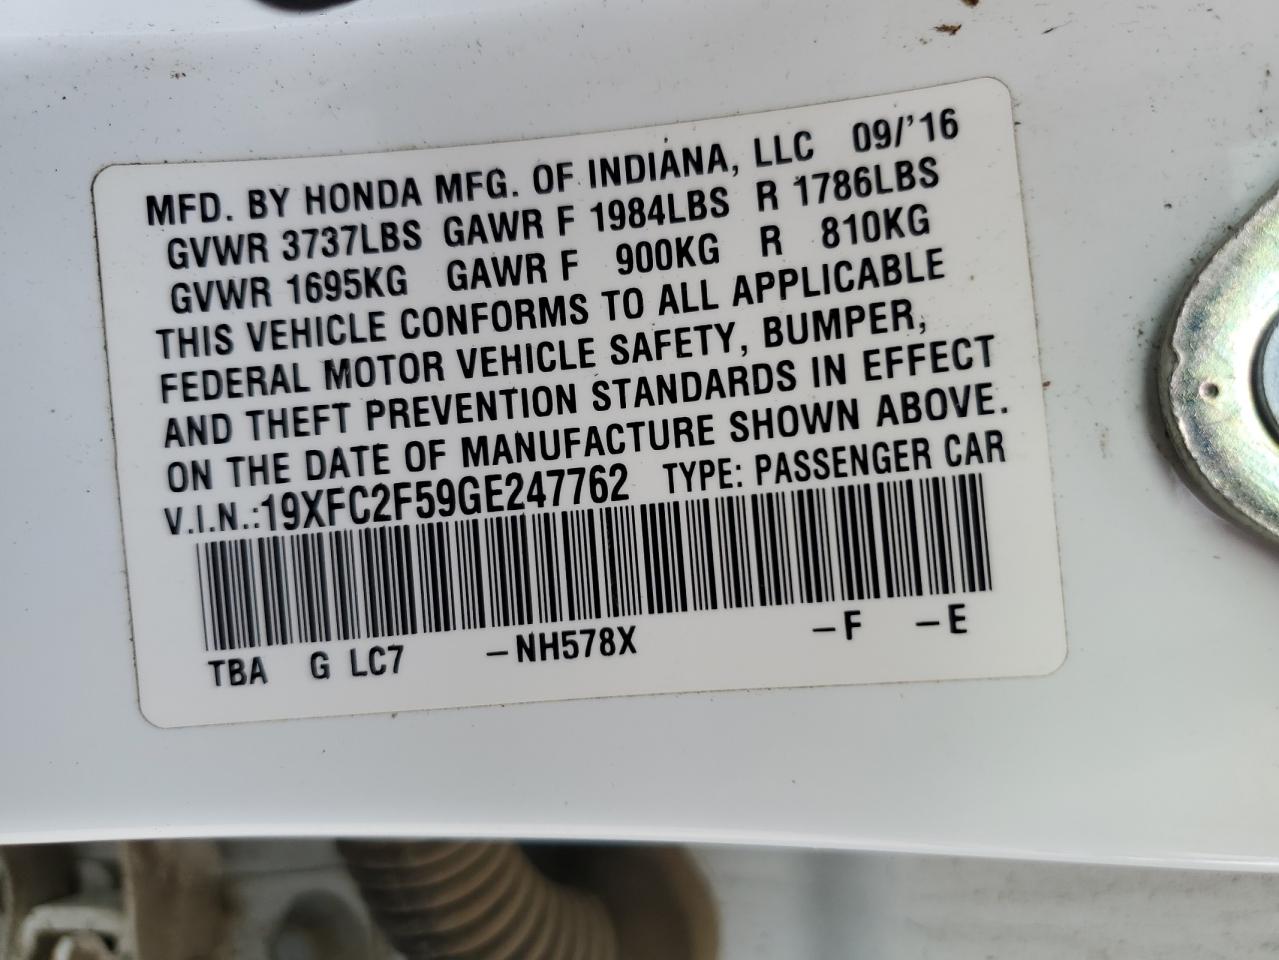 MFD. BY HONDA MFG. OF INDIANA, LLC 09/'16
GVWR 3737LBS GAWR F 1984LBS R 1786LBS
GVWR 1695KG GAWR F 900KG R 810KG
THIS VEHICLE CONFORMS TO ALL APPLICABLE
FEDERAL MOTOR VEHICLE SAFETY, BUMPER,
AND THEFT PREVENTION STANDARDS IN EFFECT
ON THE DATE OF MANUFACTURE SHOWN ABOVE.
V.I.N.:19XFC2F59GE247762 TYPE: PASSENGER CAR
TBA G LC7 –NH578X –F –E